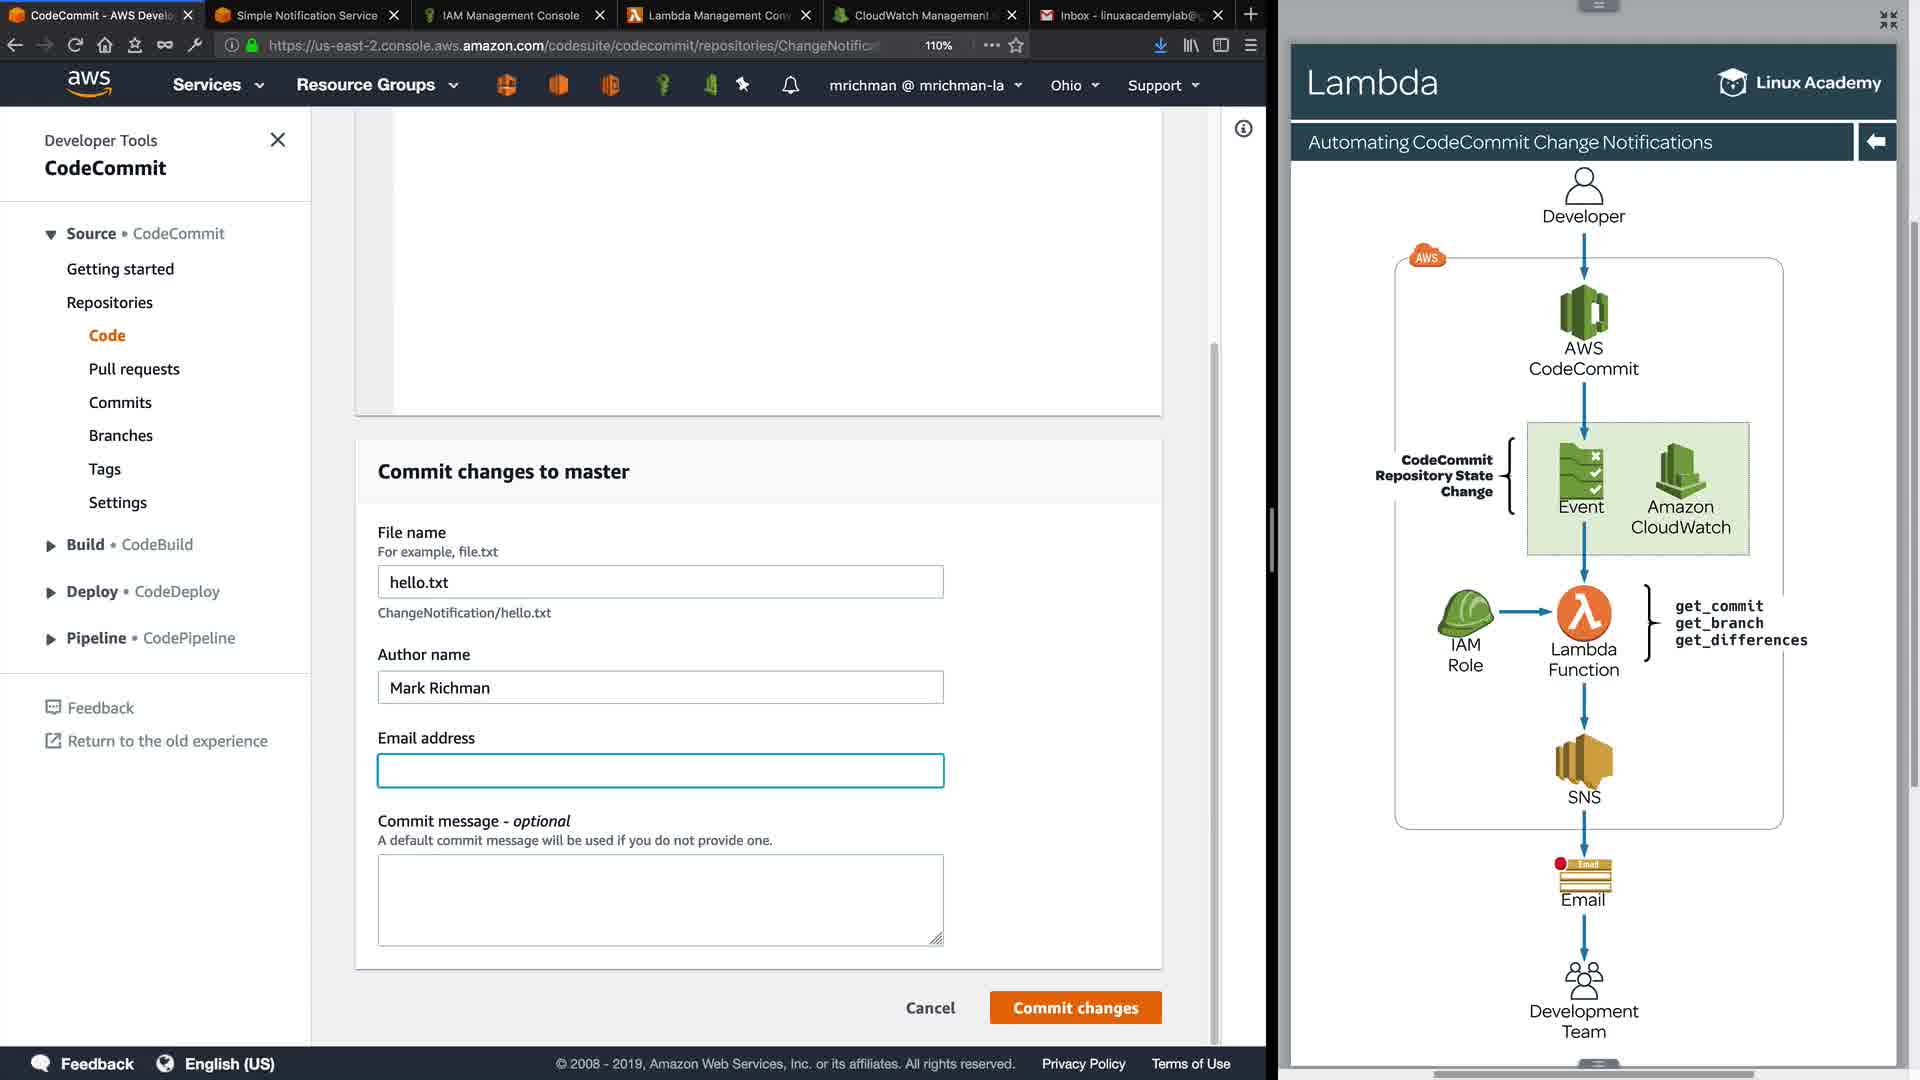 CodeCommit - AWS Develo
Simple Notification Service
IAM Management Console
Lambda Management Con
CloudWatch Management
Inbox - linuxacademylab@
https://us-east-2.console.aws.amazon.com/codesuite/codecommit/repositories/ChangeNotific
110%
aws
Services
Resource Groups
mrichman @ mrichman-la
Ohio
Support
Developer Tools
CodeCommit
Source • CodeCommit
Getting started
Repositories
Code
Pull requests
Commits
Branches
Tags
Settings
Build • CodeBuild
Deploy • CodeDeploy
Pipeline • CodePipeline
Feedback
Return to the old experience
Commit changes to master
File name
For example, file.txt
hello.txt
ChangeNotification/hello.txt
Author name
Mark Richman
Email address
Commit message - optional
A default commit message will be used if you do not provide one.
Cancel
Commit changes
Feedback
English (US)
© 2008 - 2019, Amazon Web Services, Inc. or its affiliates. All rights reserved.
Privacy Policy
Terms of Use
Lambda
Linux Academy
Automating CodeCommit Change Notifications
Developer
AWS
AWS
CodeCommit
CodeCommit
Repository State
Change
Event
Amazon
CloudWatch
IAM
Role
Lambda
Function
get_commit
get_branch
get_differences
SNS
Email
Email
Development
Team